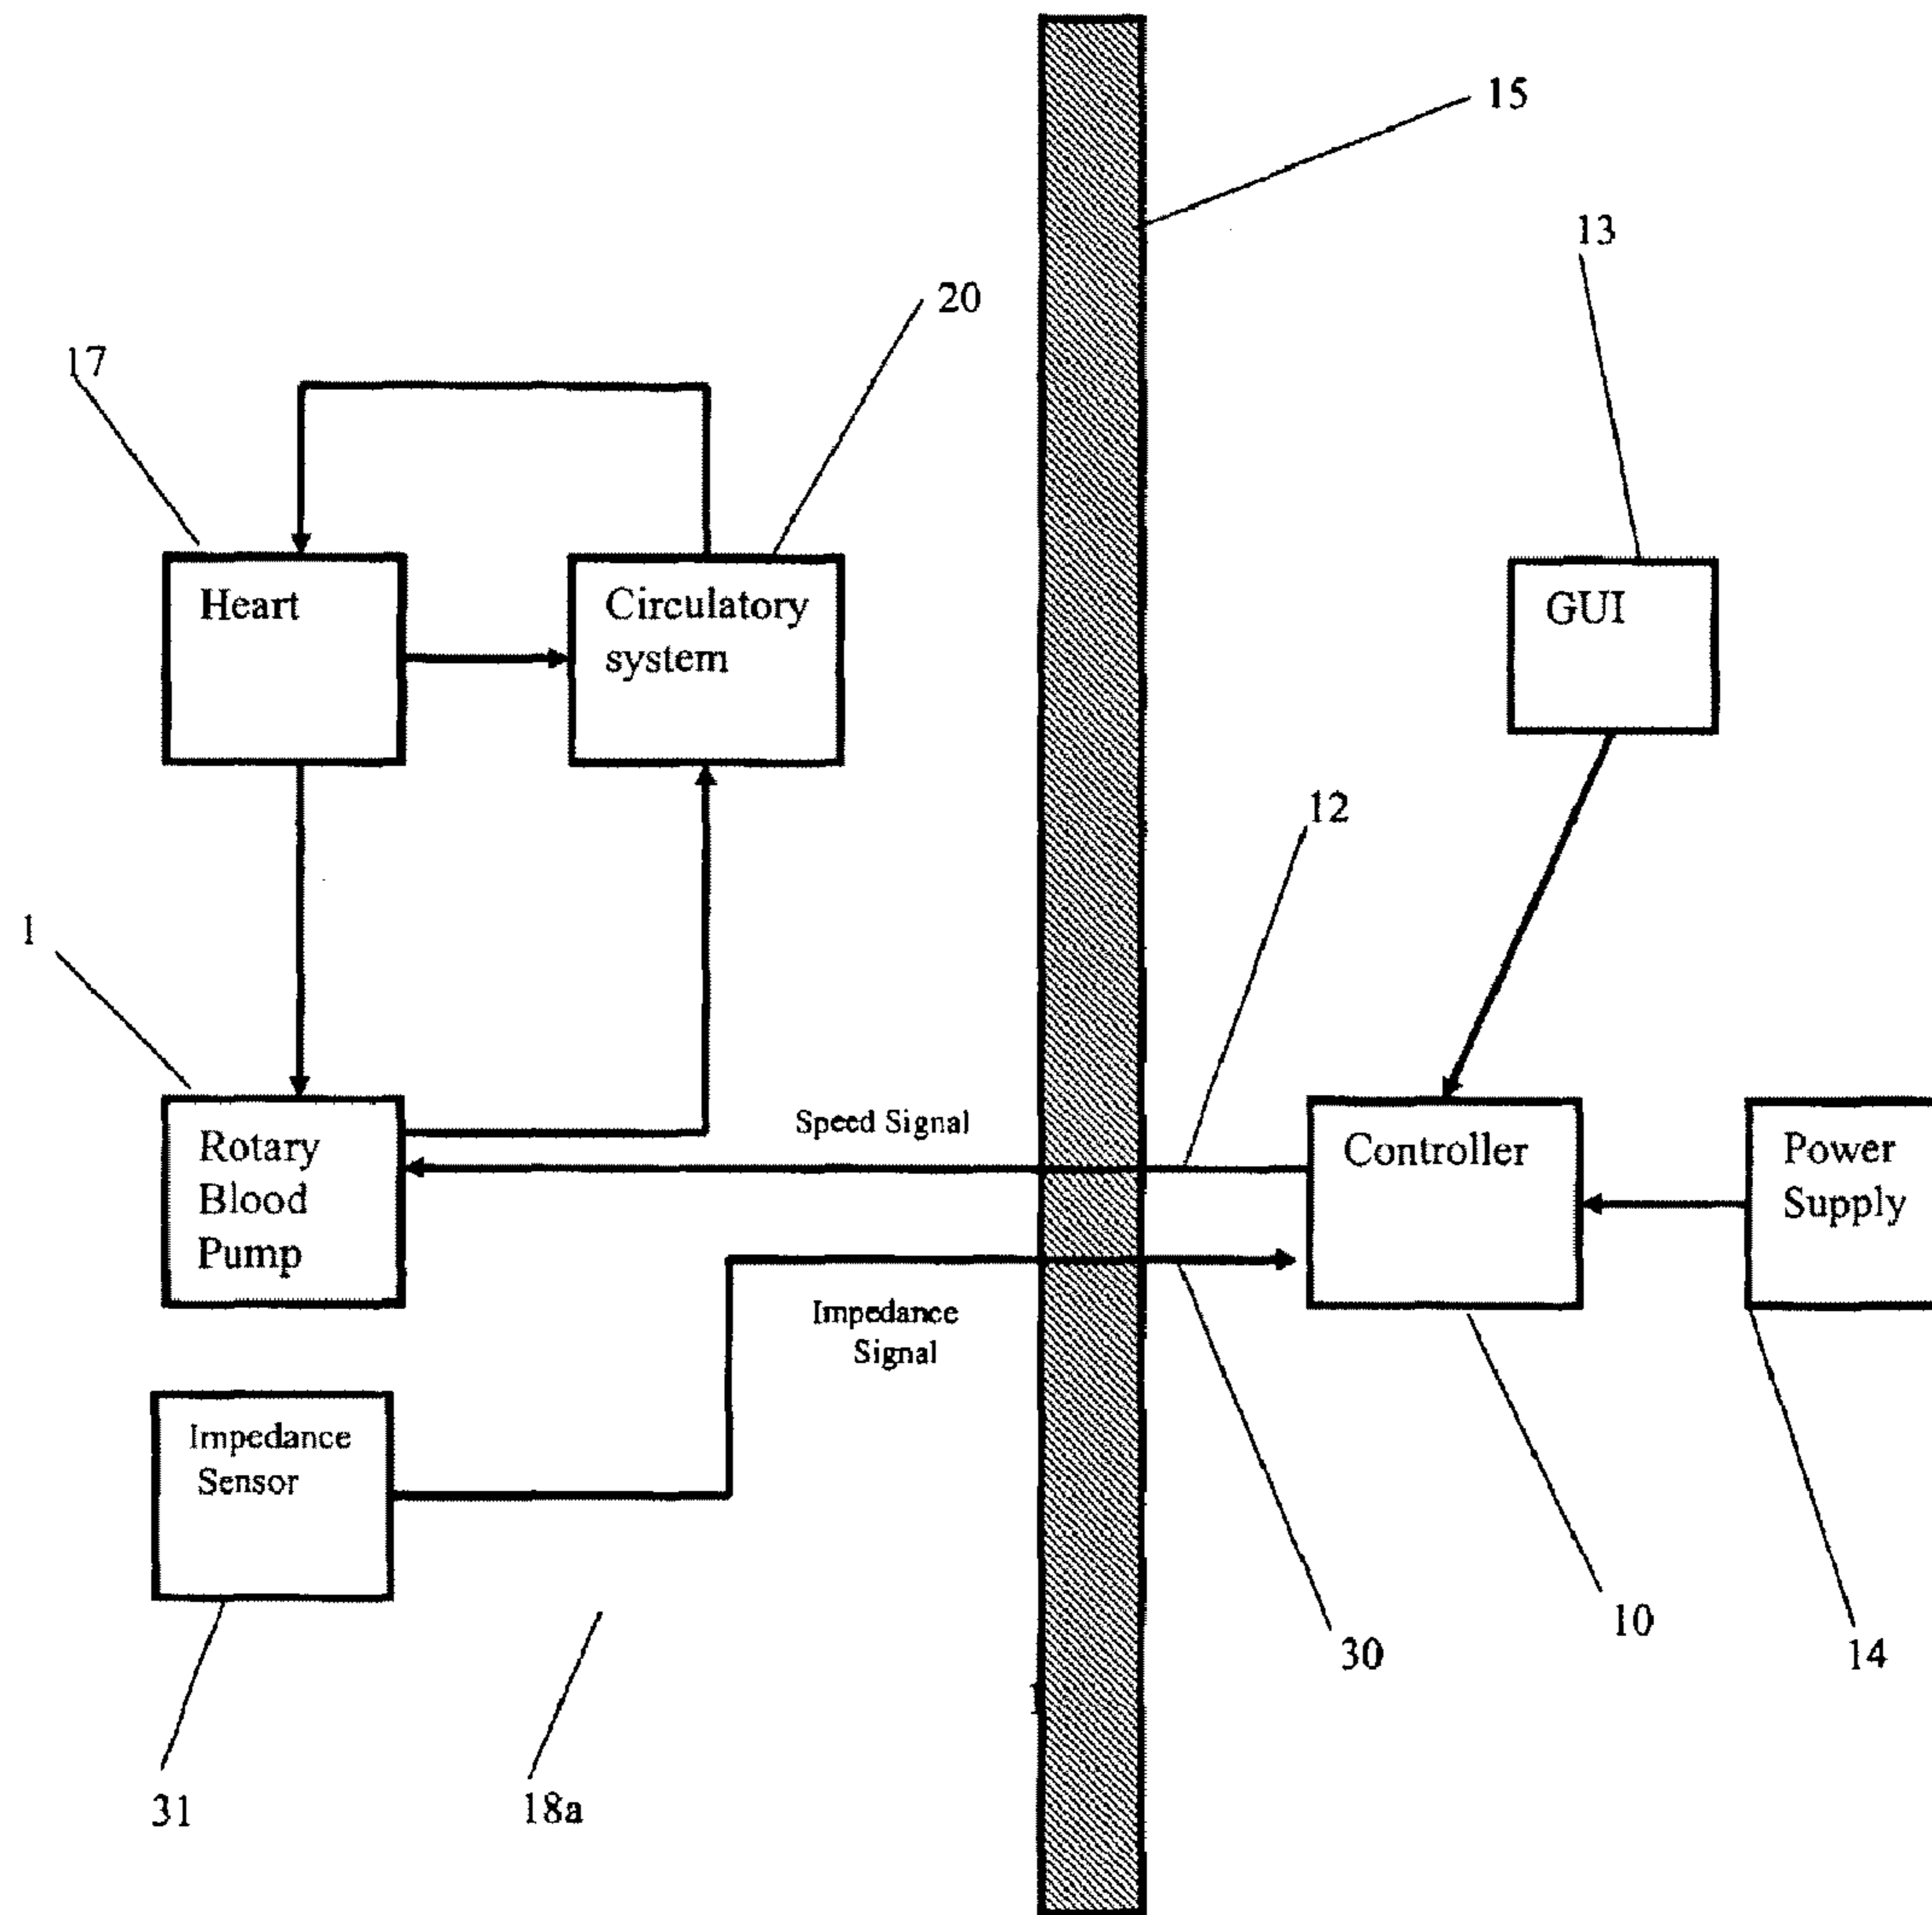 15
13
20
17
Heart
Circulatory
system
GUI
12
1
Speed Signal
Rotary
Blood
Pump
Controller
Power
Supply
Impedance
Signal
Impedance
Sensor
10
30
14
31
18a